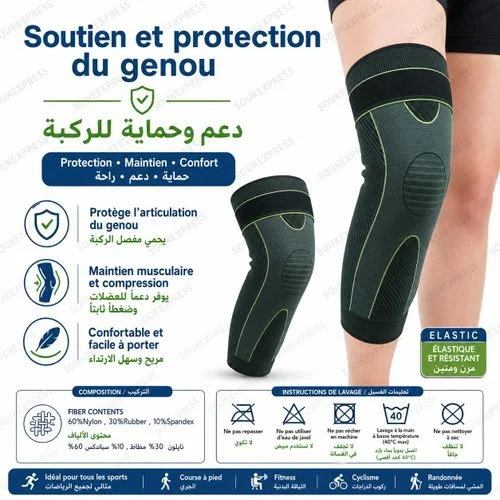 Soutien et protection
du genou
دعم وحماية للركبة
Protection • Maintien • Confort
حماية • دعم • راحة
Protège l'articulation
du genou
يحمي مفصل الركبة
Maintien musculaire
et compression
يوفر دعماً للعضلات
وضغطاً ثابتاً
Confortable et
facile à porter
مريح وسهل الارتداء
ELASTIC
ÉLASTIQUE
ET RÉSISTANT
مرن ومتين
COMPOSITION / التركيب
FIBER CONTENTS
60%Nylon , 30%Rubber , 10%Spandex
محتوى الألياف
نايلون 30% مطاط , 10% سباندكس 60%
INSTRUCTIONS DE LAVAGE / تعليمات الغسيل
Ne pas repasser
لا تكوي
Ne pas utiliser
d'eau de javel
لا تستخدم مبيض
Ne pas sécher
en machine
لا تجفف
في الغسالة
40
Lavage à la main
à basse température
(40°C max)
Ne pas nettoyer
à sec
لا تنظف
جافاً
Idéal pour tous les sports
مثالي لجميع الرياضات
Course à pied
الجري
Fitness
اللياقة البدنية
Cyclisme
ركوب الدراجات
Randonnée
المشي لمسافات طويلة
SOUKEXPRESS